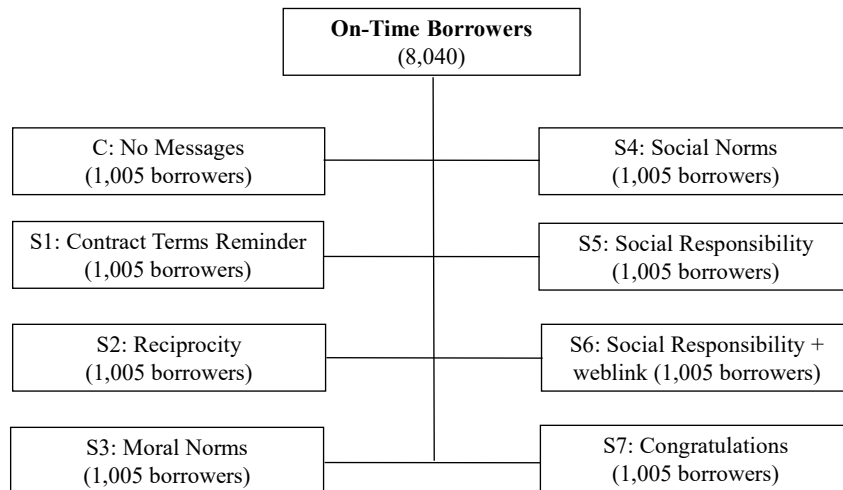 On-Time Borrowers
(8,040)
C: No Messages
(1,005 borrowers)
S1: Contract Terms Reminder
(1,005 borrowers)
S2: Reciprocity
(1,005 borrowers)
S3: Moral Norms
(1,005 borrowers)
S4: Social Norms
(1,005 borrowers)
S5: Social Responsibility
(1,005 borrowers)
S6: Social Responsibility +
weblink (1,005 borrowers)
S7: Congratulations
(1,005 borrowers)